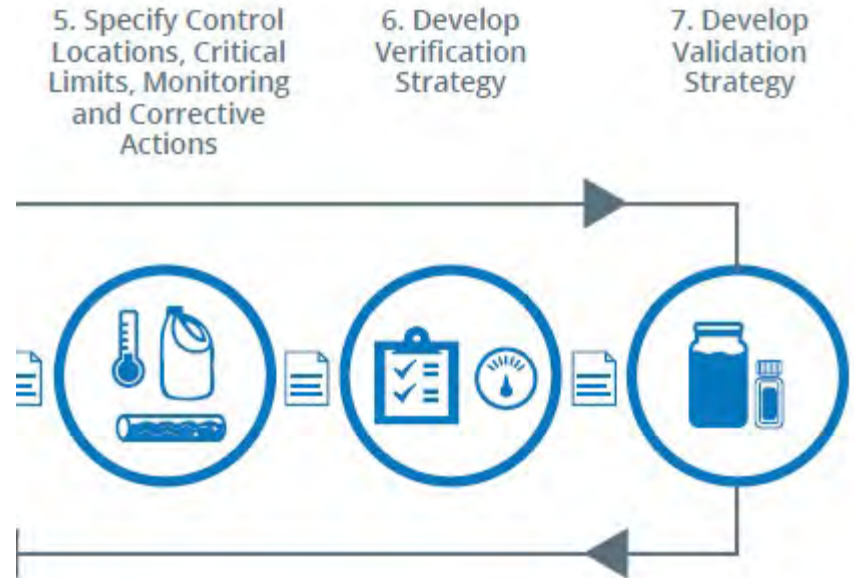 5. Specify Control
Locations, Critical
Limits, Monitoring
and Corrective
Actions
6. Develop
Verification
Strategy
7. Develop
Validation
Strategy